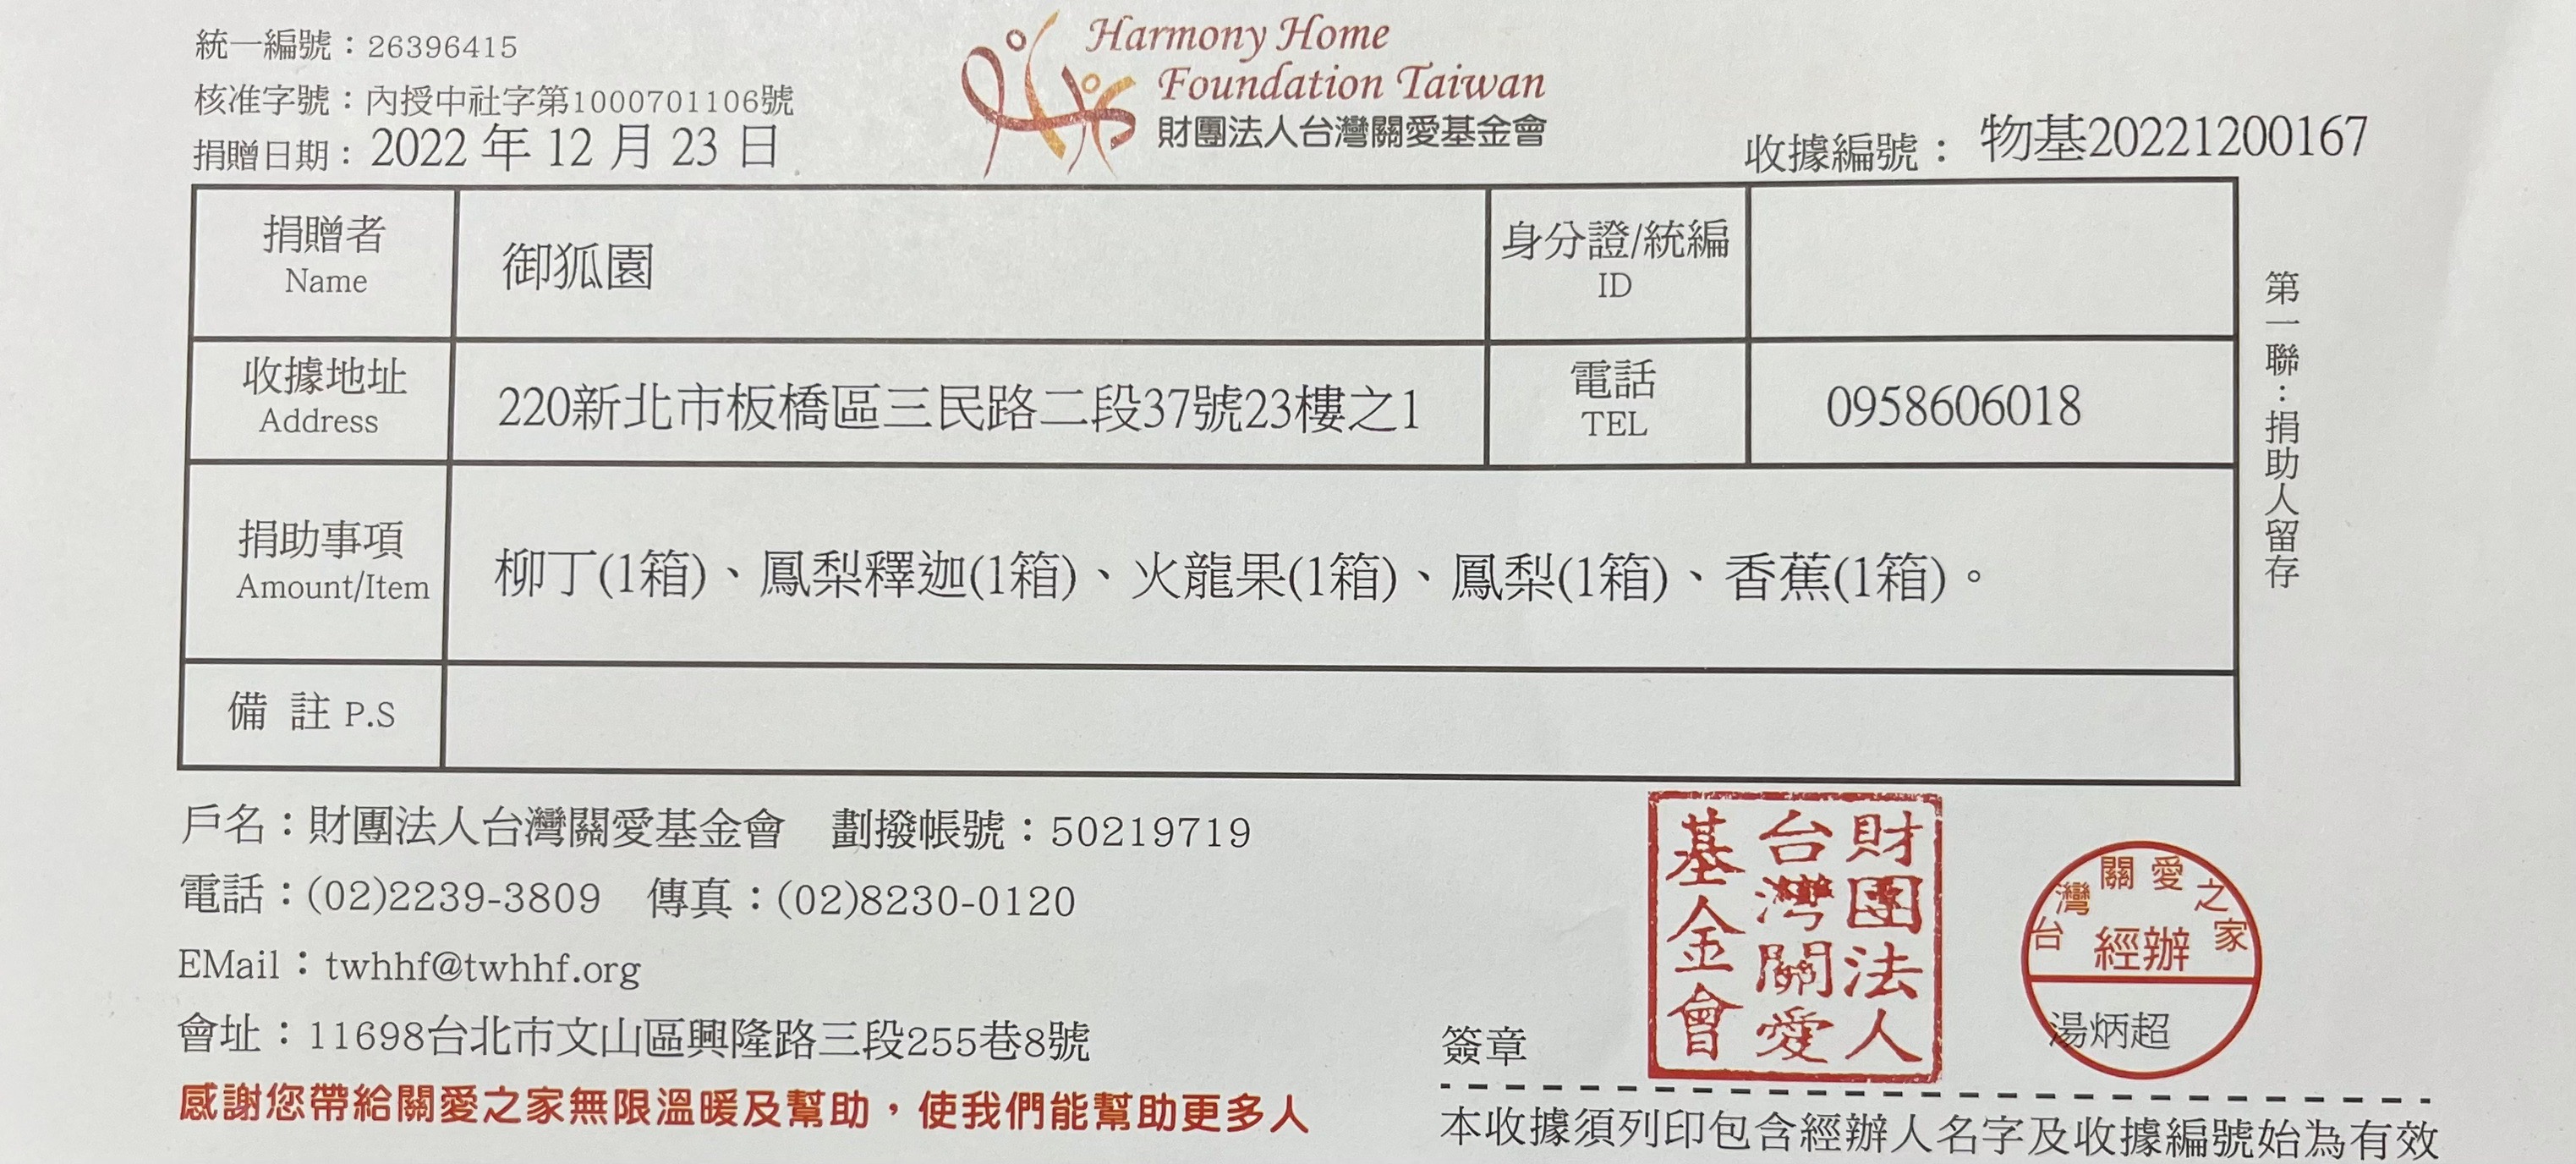 統一編號：26396415
核准字號：內授中社字第1000701106號
捐贈日期：2022 年 12 月 23 日
Harmony Home
Foundation Taiwan
財團法人台灣關愛基金會
收據編號： 物基20221200167
捐贈者
Name
御狐園
身分證/統編
ID
收據地址
Address
220新北市板橋區三民路二段37號23樓之1
電話
TEL
0958606018
捐助事項
Amount/Item
柳丁(1箱)、鳳梨釋迦(1箱)、火龍果(1箱)、鳳梨(1箱)、香蕉(1箱)。
備 註 P.S
第一聯：捐助人留存
戶名：財團法人台灣關愛基金會 劃撥帳號：50219719
電話：(02)2239-3809 傳真：(02)8230-0120
EMail：twhhf@twhhf.org
會址：11698台北市文山區興隆路三段255巷8號
感謝您帶給關愛之家無限溫暖及幫助，使我們能幫助更多人
簽章
財團法人
台灣關愛
基金會
台灣關愛之家
經辦
湯炳超
本收據須列印包含經辦人名字及收據編號始為有效